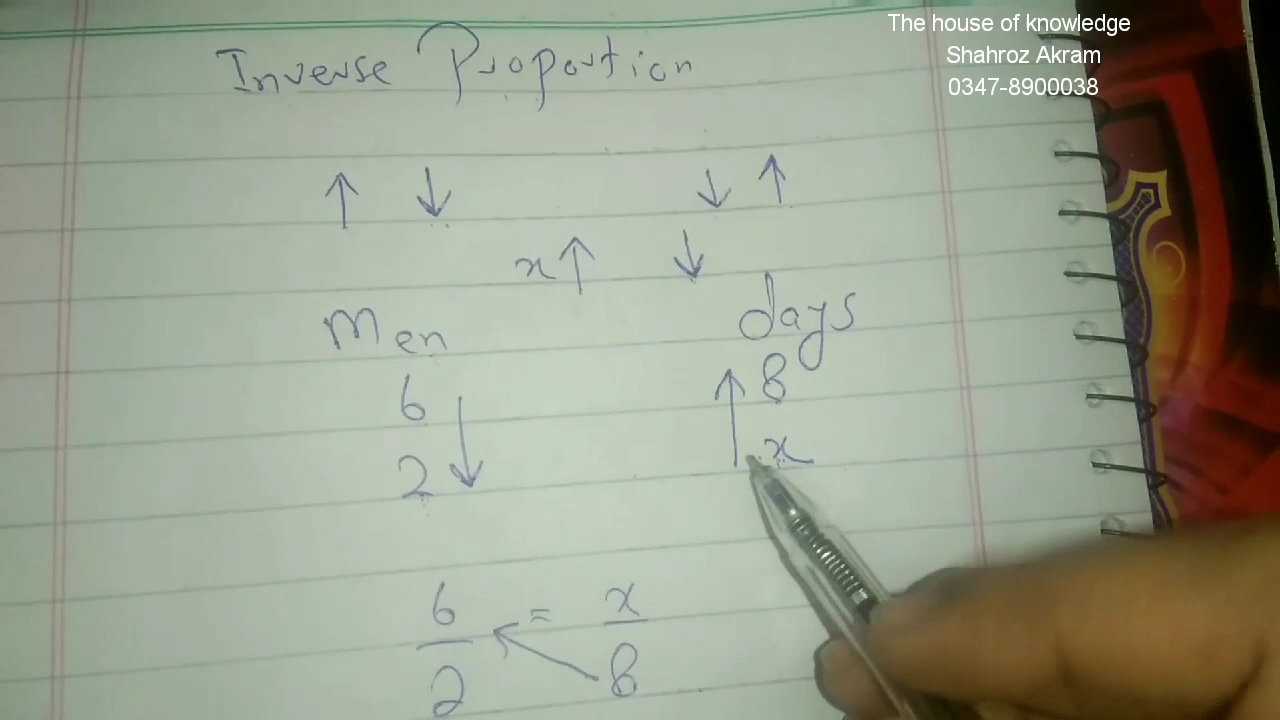 The house of knowledge
Shahroz Akram
0347-8900038
Inverse Proportion
↑ ↓ ↓ ↑
x ↑ ↓
Men days
6 ↓ ↑ 8
2 x
6/2 = x/8